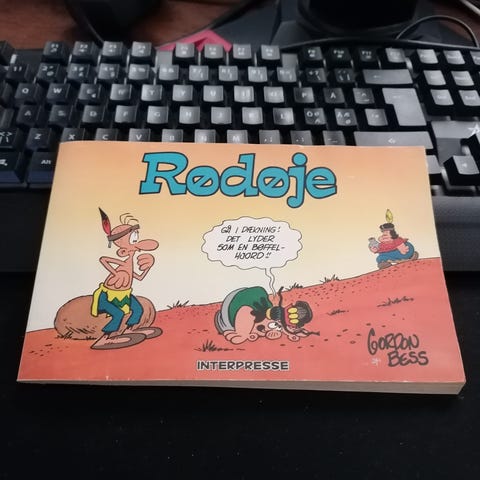 Rødøje
GÅ I DÆKNING!
DET LYDER
SOM EN BØFFEL-
HJORD!!
GORDON
BESS
INTERPRESSE